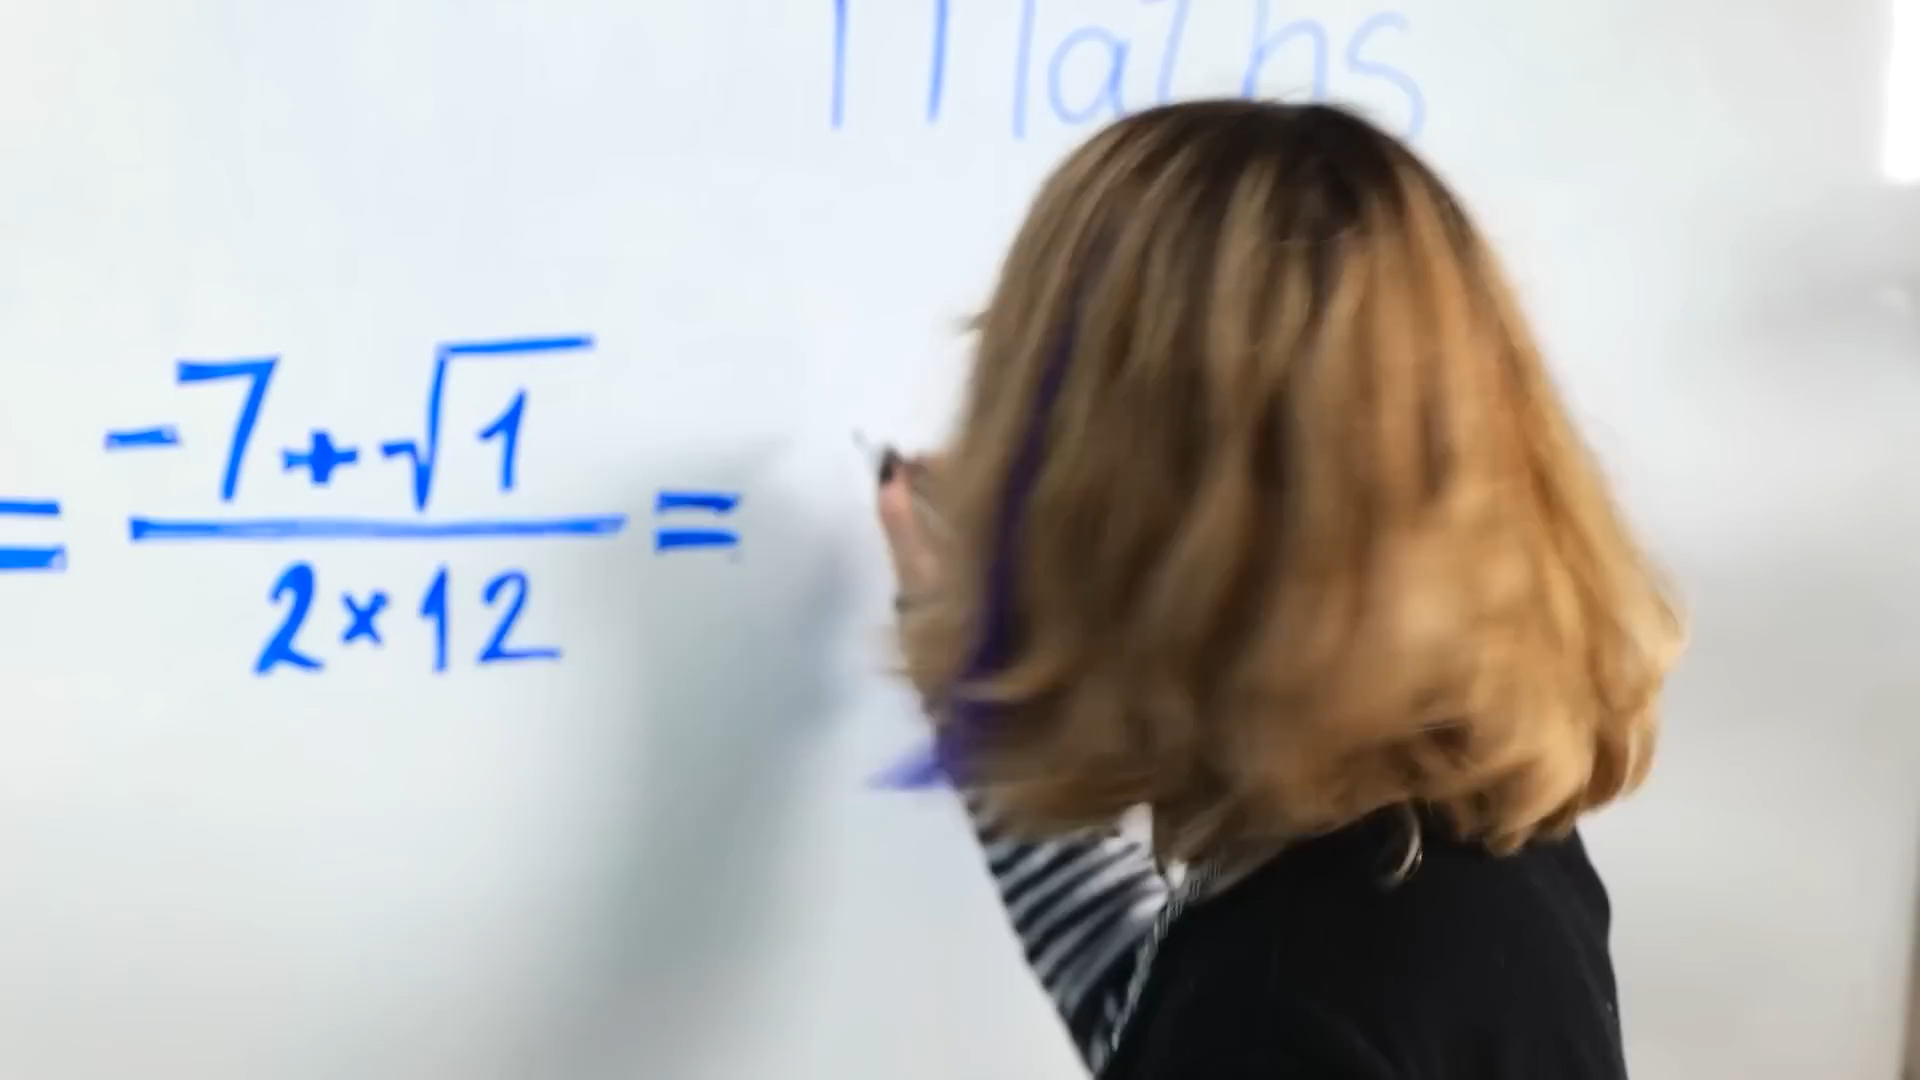 Maths
= -7+√1 =
2×12